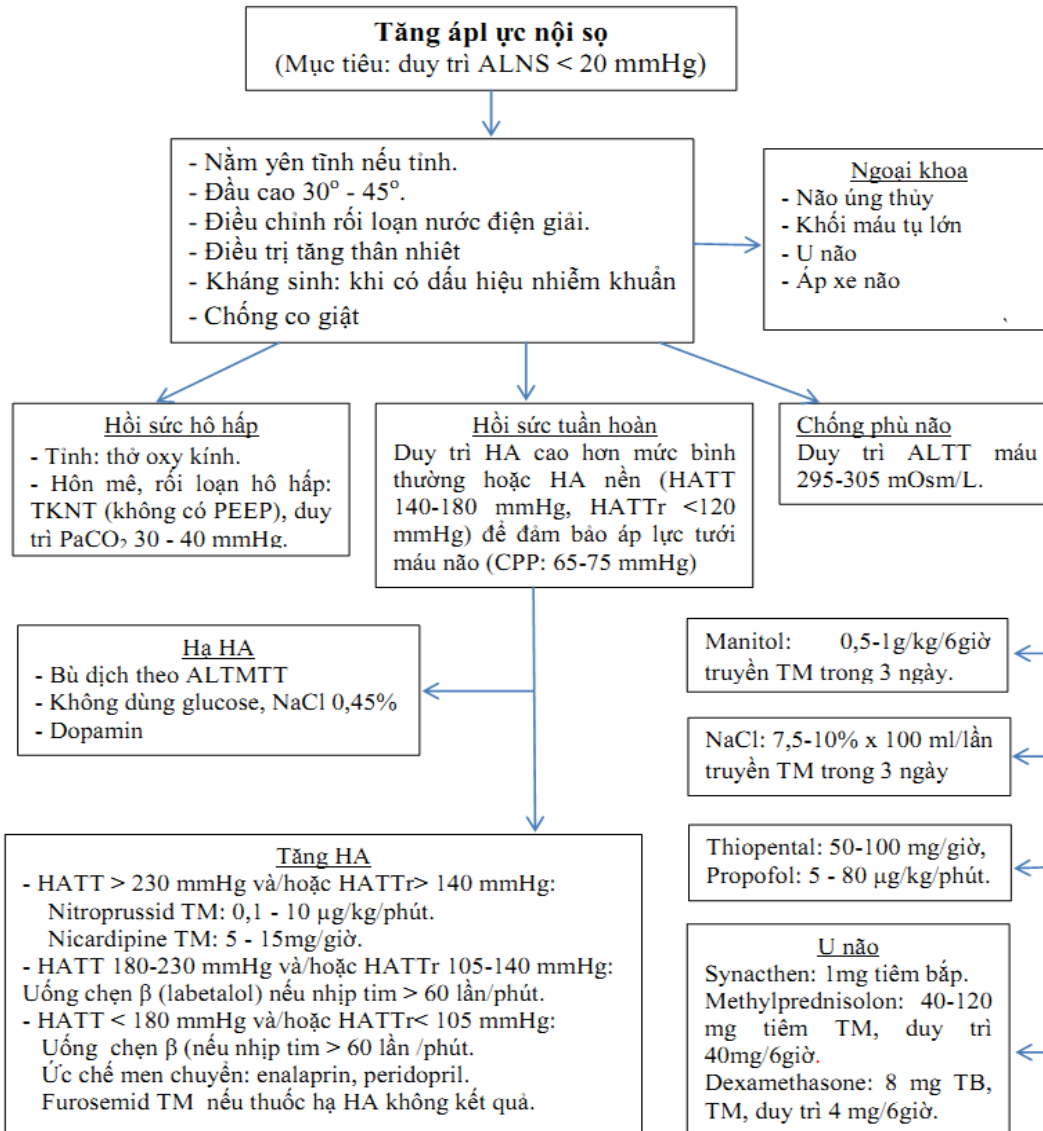 Tăng ápl ực nội sọ
(Mục tiêu: duy trì ALNS < 20 mmHg)
- Nằm yên tĩnh nếu tỉnh.
- Đầu cao 30° - 45°.
- Điều chỉnh rối loạn nước điện giải.
- Điều trị tăng thân nhiêt
- Kháng sinh: khi có dấu hiệu nhiễm khuẩn
- Chống co giật
Ngoại khoa
- Não úng thủy
- Khối máu tụ lớn
- U não
- Áp xe não
Hồi sức hô hấp
- Tỉnh: thở oxy kính.
- Hôn mê, rối loạn hô hấp:
TKNT (không có PEEP), duy
trì PaCO₂ 30 - 40 mmHg.
Hồi sức tuần hoàn
Duy trì HA cao hơn mức bình
thường hoặc HA nền (HATT
140-180 mmHg, HATTr <120
mmHg) để đảm bảo áp lực tưới
máu não (CPP: 65-75 mmHg)
Chống phù não
Duy trì ALTT máu
295-305 mOsm/L.
Hạ HA
- Bù dịch theo ALTMTT
- Không dùng glucose, NaCl 0,45%
- Dopamin
Manitol: 0,5-1g/kg/6giờ
truyền TM trong 3 ngày.
NaCl: 7,5-10% x 100 ml/lần
truyền TM trong 3 ngày
Thiopental: 50-100 mg/giờ,
Propofol: 5 - 80 µg/kg/phút.
Tăng HA
- HATT > 230 mmHg và/hoặc HATTr> 140 mmHg:
Nitroprussid TM: 0,1 - 10 µg/kg/phút.
Nicardipine TM: 5 - 15mg/giờ.
- HATT 180-230 mmHg và/hoặc HATTr 105-140 mmHg:
Uống chẹn β (labetalol) nếu nhịp tim > 60 lần/phút.
- HATT < 180 mmHg và/hoặc HATTr< 105 mmHg:
Uống chẹn β (nếu nhịp tim > 60 lần /phút.
Ức chế men chuyển: enalaprin, peridopril.
Furosemid TM nếu thuốc hạ HA không kết quả.
U não
Synacthen: 1mg tiêm bắp.
Methylprednisolon: 40-120
mg tiêm TM, duy trì
40mg/6giờ.
Dexamethasone: 8 mg TB,
TM, duy trì 4 mg/6giờ.